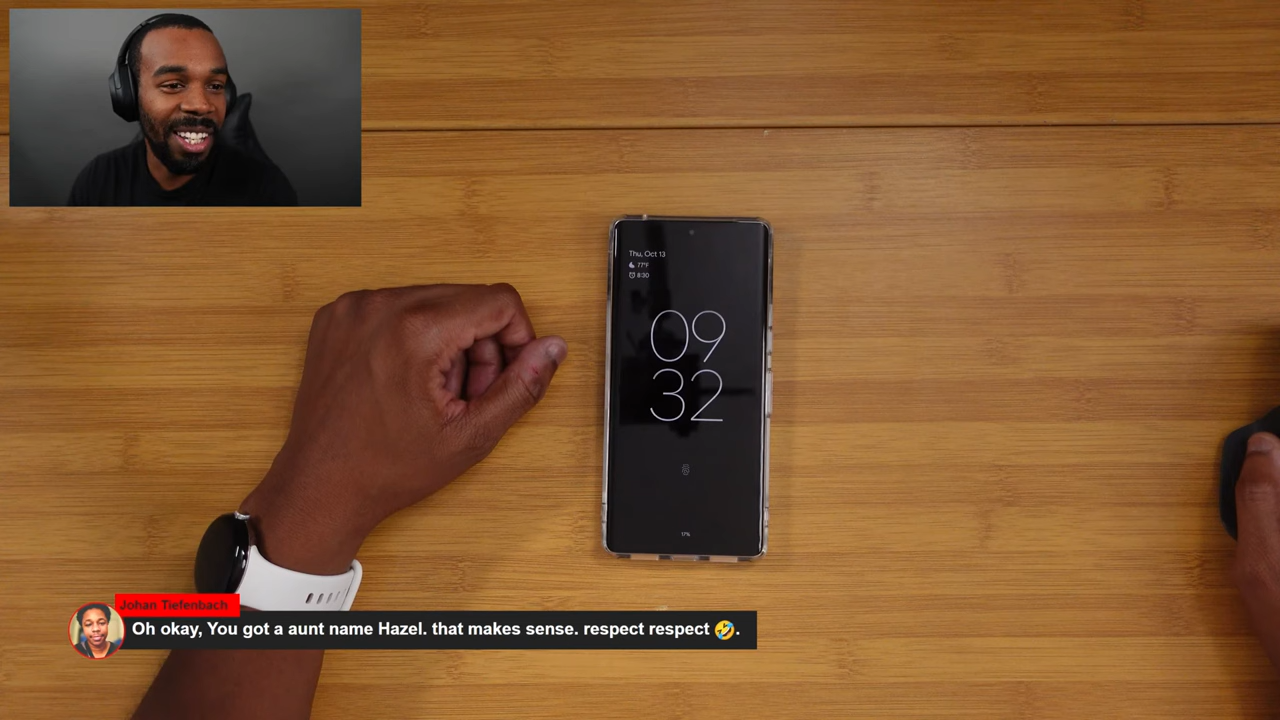 Thu, Oct 13
77°F
8:30
09
32
17%
Johan Tiefenbach
Oh okay, You got a aunt name Hazel. that makes sense. respect respect 🤣.